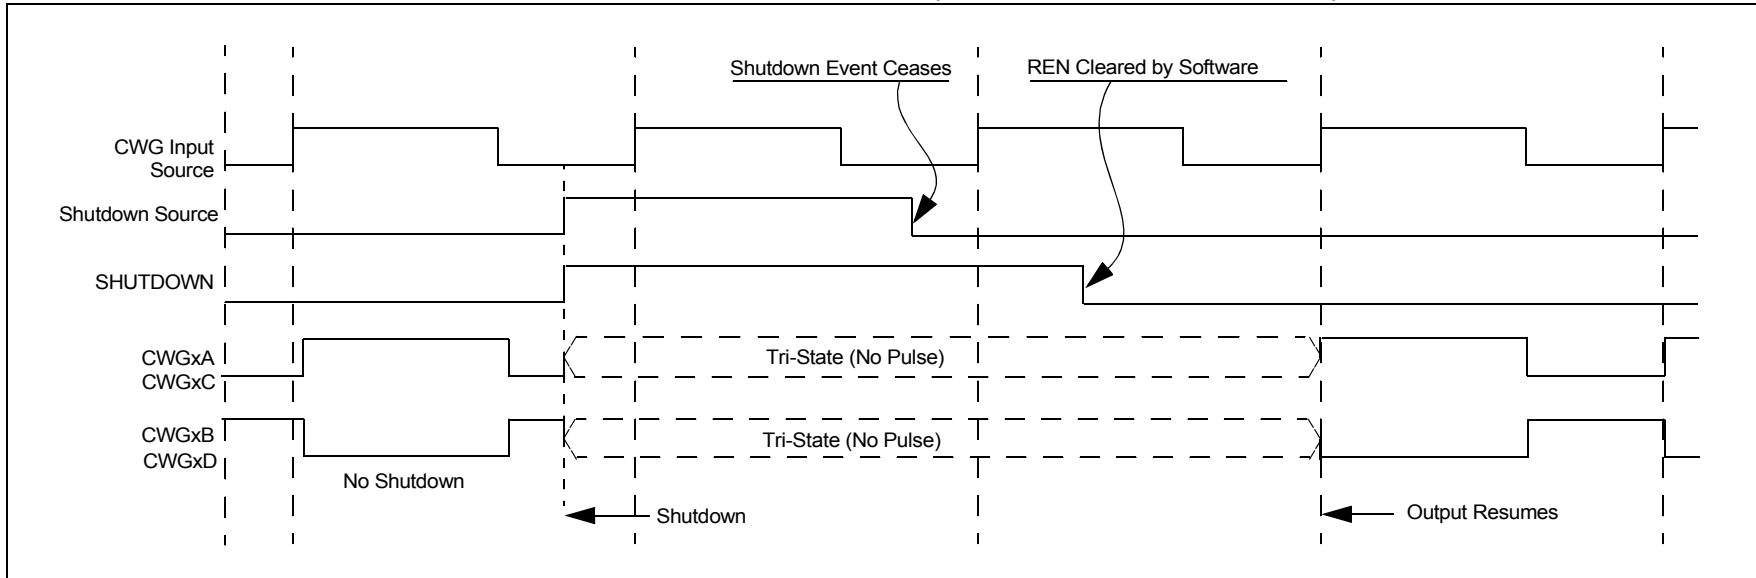 Shutdown Event Ceases
REN Cleared by Software
CWG Input
Source
Shutdown Source
SHUTDOWN
CWGxA
CWGxC
Tri-State (No Pulse)
CWGxB
CWGxD
Tri-State (No Pulse)
No Shutdown
Shutdown
Output Resumes